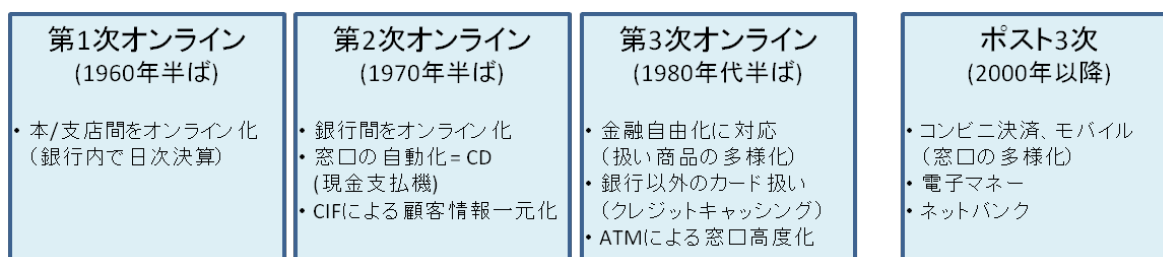 第1次オンライン
(1960年半ば)
・本/支店間をオンライン化
（銀行内で日次決算）
第2次オンライン
(1970年半ば)
・銀行間をオンライン化
・窓口の自動化= CD
(現金支払機)
・CIFによる顧客情報一元化
第3次オンライン
(1980年代半ば)
・金融自由化に対応
（扱い商品の多様化）
・銀行以外のカード扱い
（クレジットキャッシング）
・ATMによる窓口高度化
ポスト3次
(2000年以降)
・コンビニ決済、モバイル
（窓口の多様化）
・電子マネー
・ネットバンク